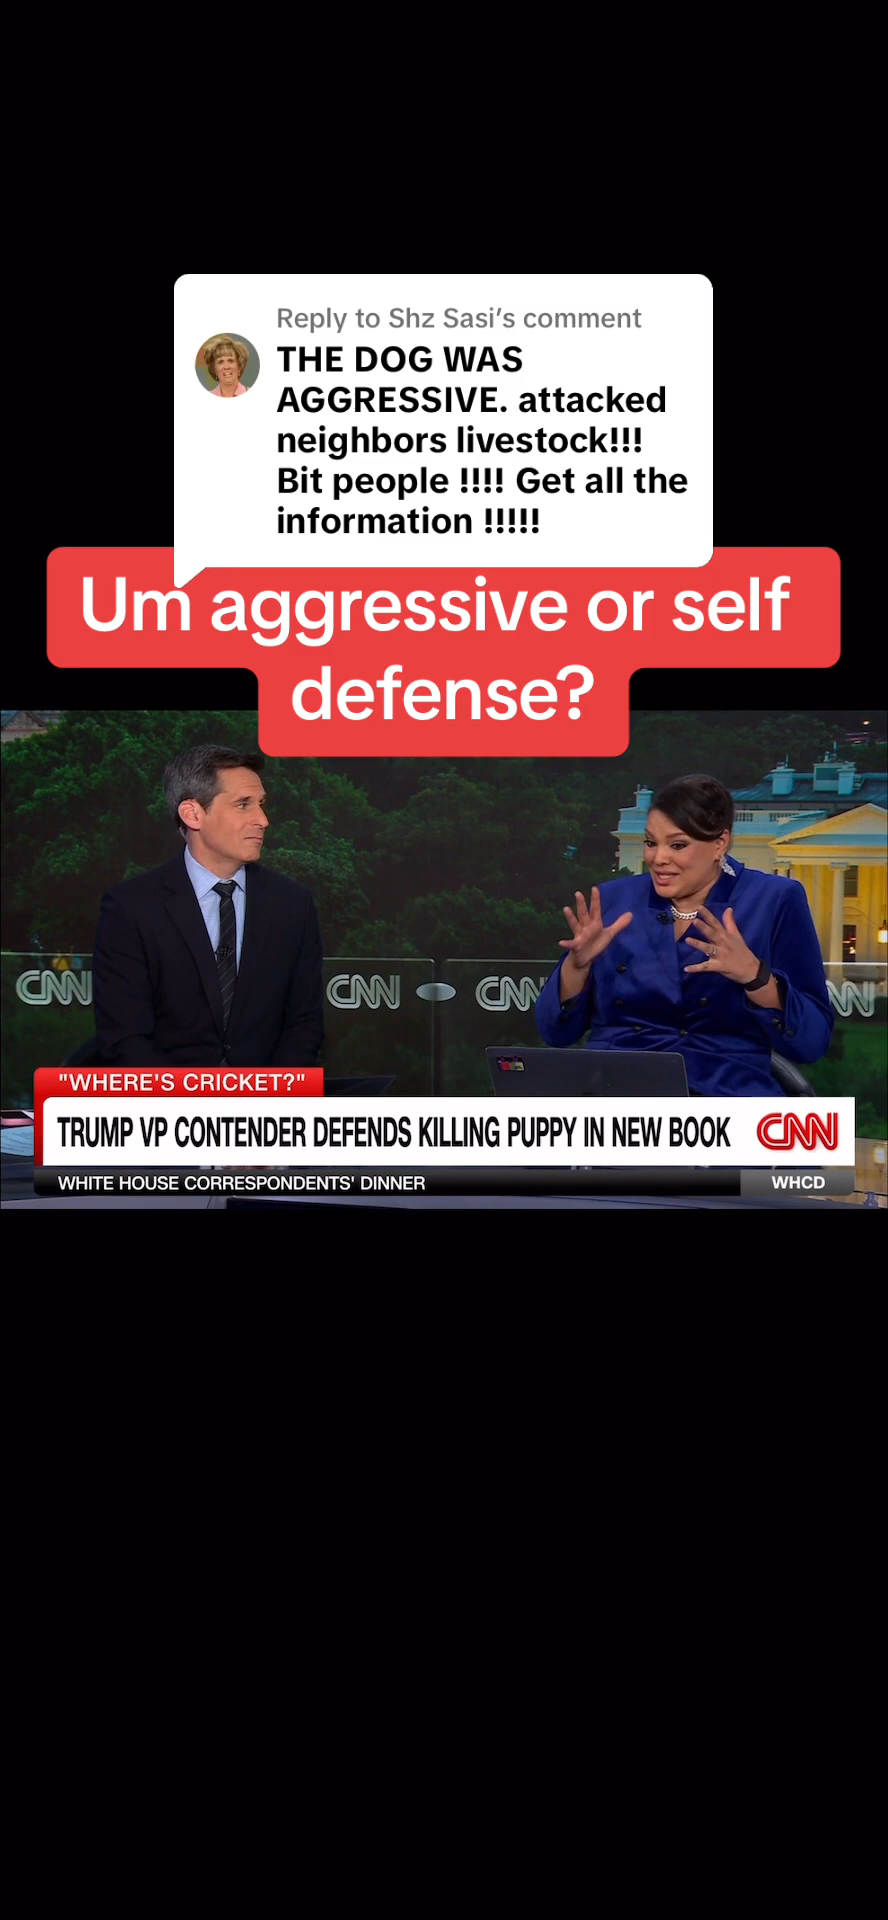 Reply to Shz Sasi’s comment
THE DOG WAS
AGGRESSIVE. attacked
neighbors livestock!!!
Bit people !!!! Get all the
information !!!!!
Um aggressive or self
defense?
CNN
CNN
CNN
"WHERE'S CRICKET?"
TRUMP VP CONTENDER DEFENDS KILLING PUPPY IN NEW BOOK
CNN
WHITE HOUSE CORRESPONDENTS' DINNER
WHCD